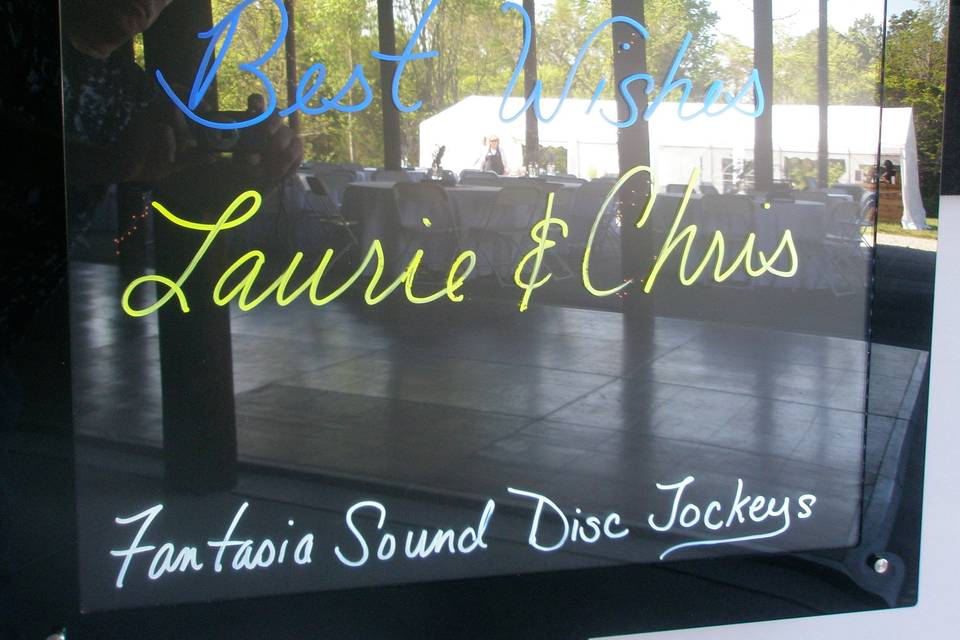 Best Wishes
Laurie & Chris
Fantasia Sound Disc Jockeys